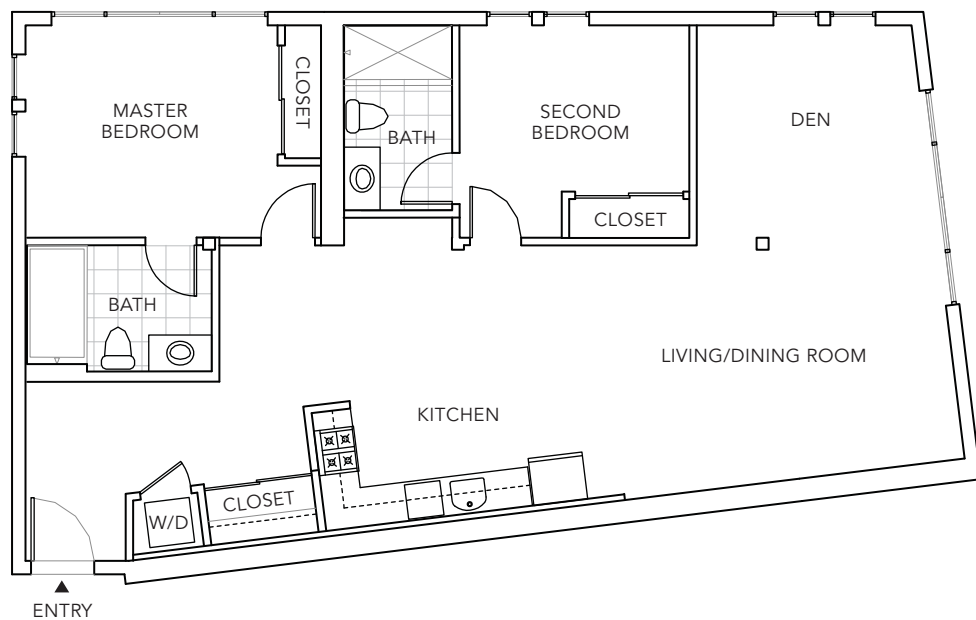 MASTER
BEDROOM
CLOSET
BATH
SECOND
BEDROOM
DEN
CLOSET
BATH
LIVING/DINING ROOM
KITCHEN
CLOSET
W/D
ENTRY